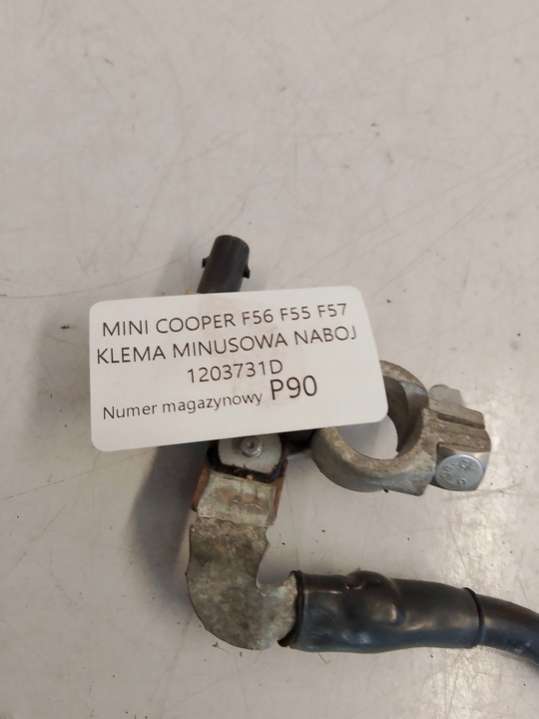 MINI COOPER F56 F55 F57
KLEMA MINUSOWA NABOJ
1203731D
Numer magazynowy P90